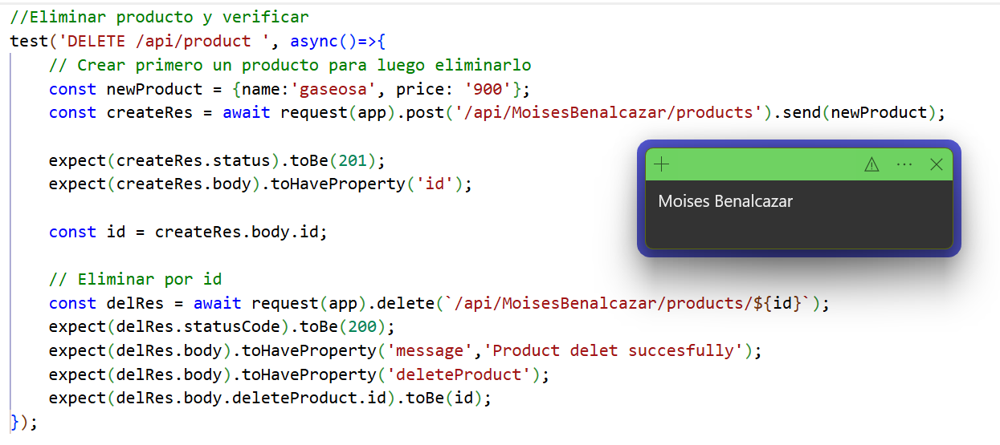 //Eliminar producto y verificar
test('DELETE /api/product ', async()=>{
    // Crear primero un producto para luego eliminarlo
    const newProduct = {name:'gaseosa', price: '900'};
    const createRes = await request(app).post('/api/MoisesBenalcazar/products').send(newProduct);
    expect(createRes.status).toBe(201);
    expect(createRes.body).toHaveProperty('id');
Moises Benalcazar
    const id = createRes.body.id;
    // Eliminar por id
    const delRes = await request(app).delete(`/api/MoisesBenalcazar/products/${id}`);
    expect(delRes.statusCode).toBe(200);
    expect(delRes.body).toHaveProperty('message','Product delet succesfully');
    expect(delRes.body).toHaveProperty('deleteProduct');
    expect(delRes.body.deleteProduct.id).toBe(id);
});